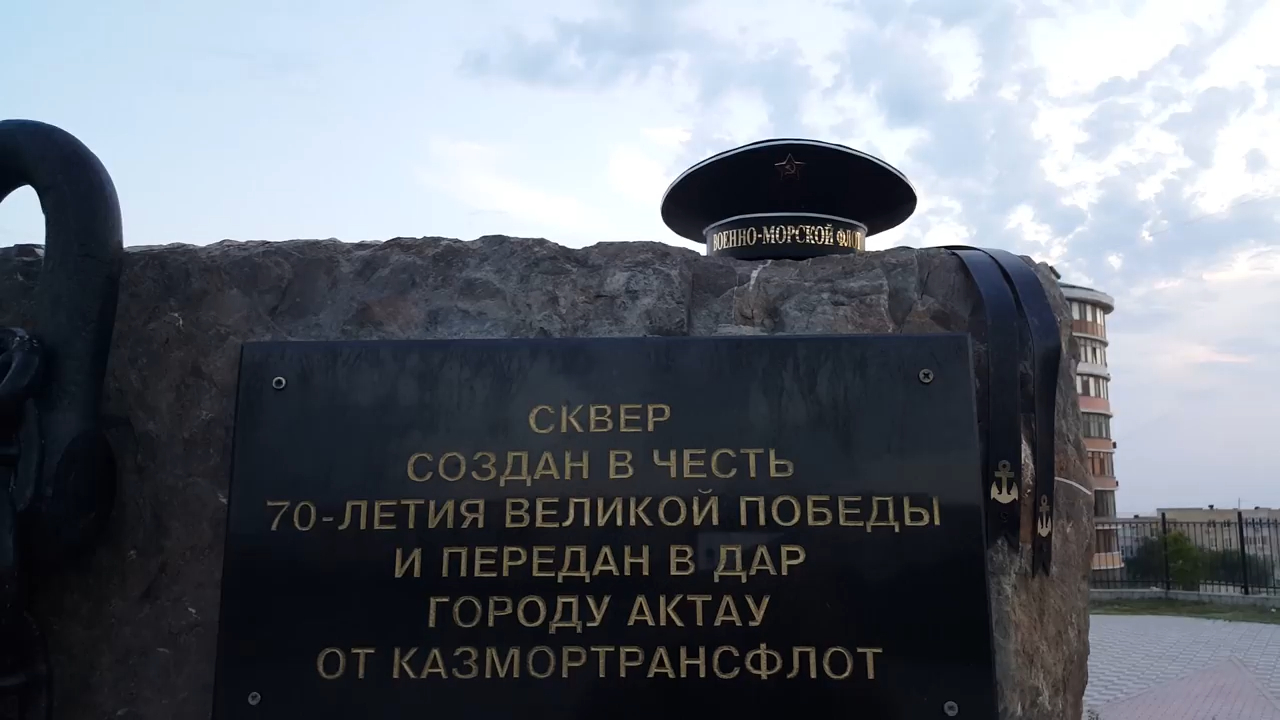 ВОЕННО-МОРСКОЙ ФЛОТ
СКВЕР
СОЗДАН В ЧЕСТЬ
70-ЛЕТИЯ ВЕЛИКОЙ ПОБЕДЫ
И ПЕРЕДАН В ДАР
ГОРОДУ АКТАУ
ОТ КАЗМОРТРАНСФЛОТ